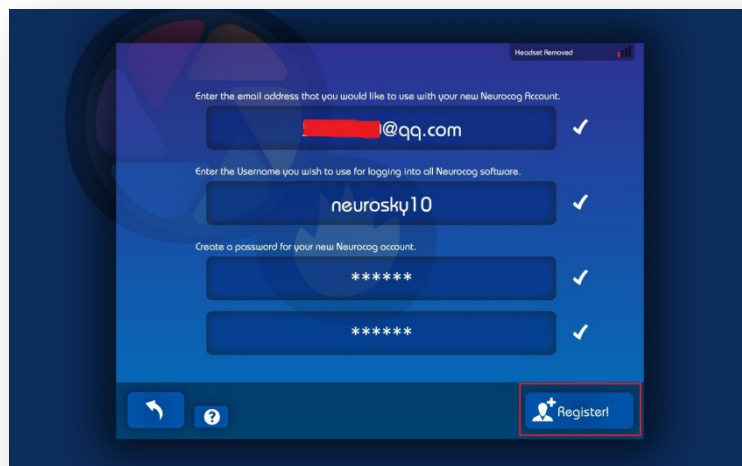 Headset Removed
Enter the email address that you would like to use with your new Neurocog Account.
@qq.com
Enter the Username you wish to use for logging into all Neurocog software.
neurosky10
Create a password for your new Neurocog account.
******
******
?
Register!